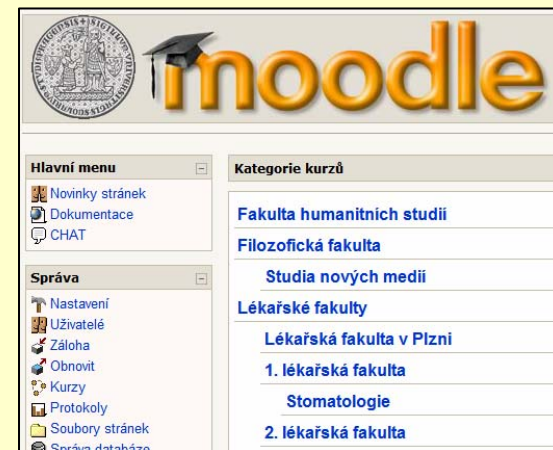 moodle
Hlavní menu
Novinky stránek
Dokumentace
CHAT
Správa
Nastavení
Uživatelé
Záloha
Obnovit
Kurzy
Protokoly
Soubory stránek
Správa databáze
Kategorie kurzů
Fakulta humanitních studií
Filozofická fakulta
Studia nových medií
Lékařské fakulty
Lékařská fakulta v Plzni
1. lékařská fakulta
Stomatologie
2. lékařská fakulta